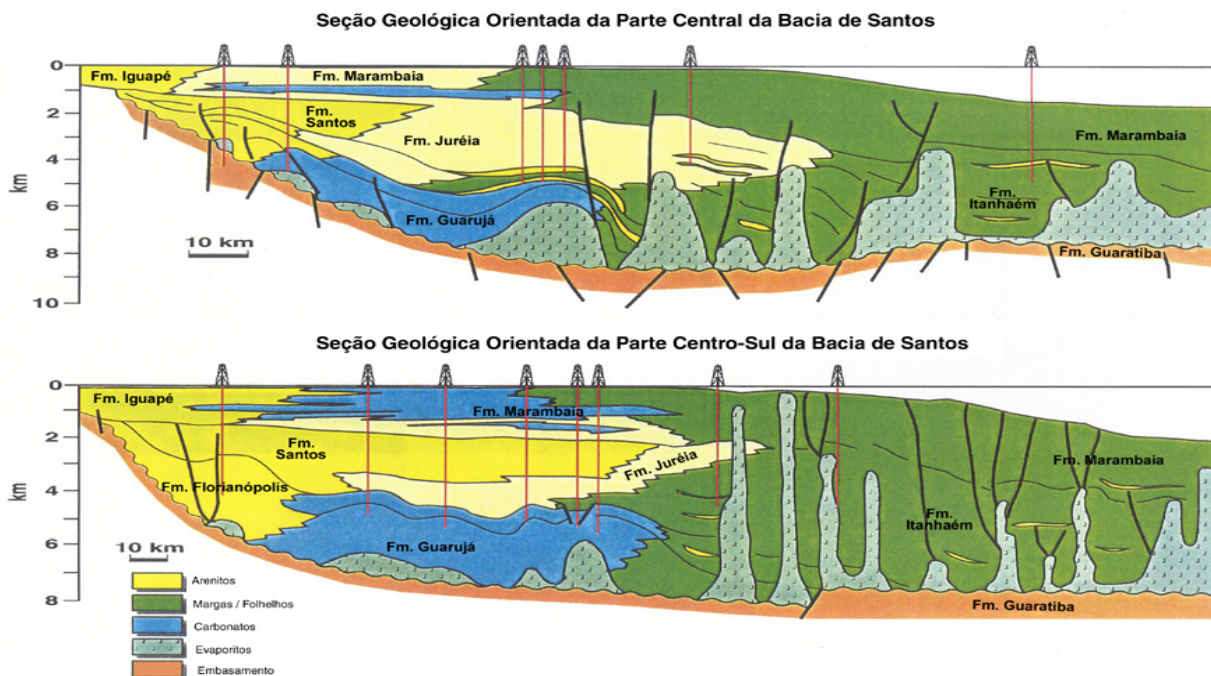 Seção Geológica Orientada da Parte Central da Bacia de Santos
0
2
4
6
8
10
km
10 km
Fm. Iguapé
Fm. Marambaia
Fm.
Santos
Fm. Juréia
Fm. Marambaia
Fm. Guarujá
Fm.
Itanhaém
Fm. Guaratiba
Seção Geológica Orientada da Parte Centro-Sul da Bacia de Santos
0
2
4
6
8
km
10 km
Fm. Iguapé
Fm. Marambaia
Fm.
Santos
Fm. Juréia
Fm. Marambaia
Fm. Florianópolis
Fm.
Itanhaém
Fm. Guarujá
Fm. Guaratiba
Arenitos
Margas / Folhelhos
Carbonatos
Evaporitos
Embasamento